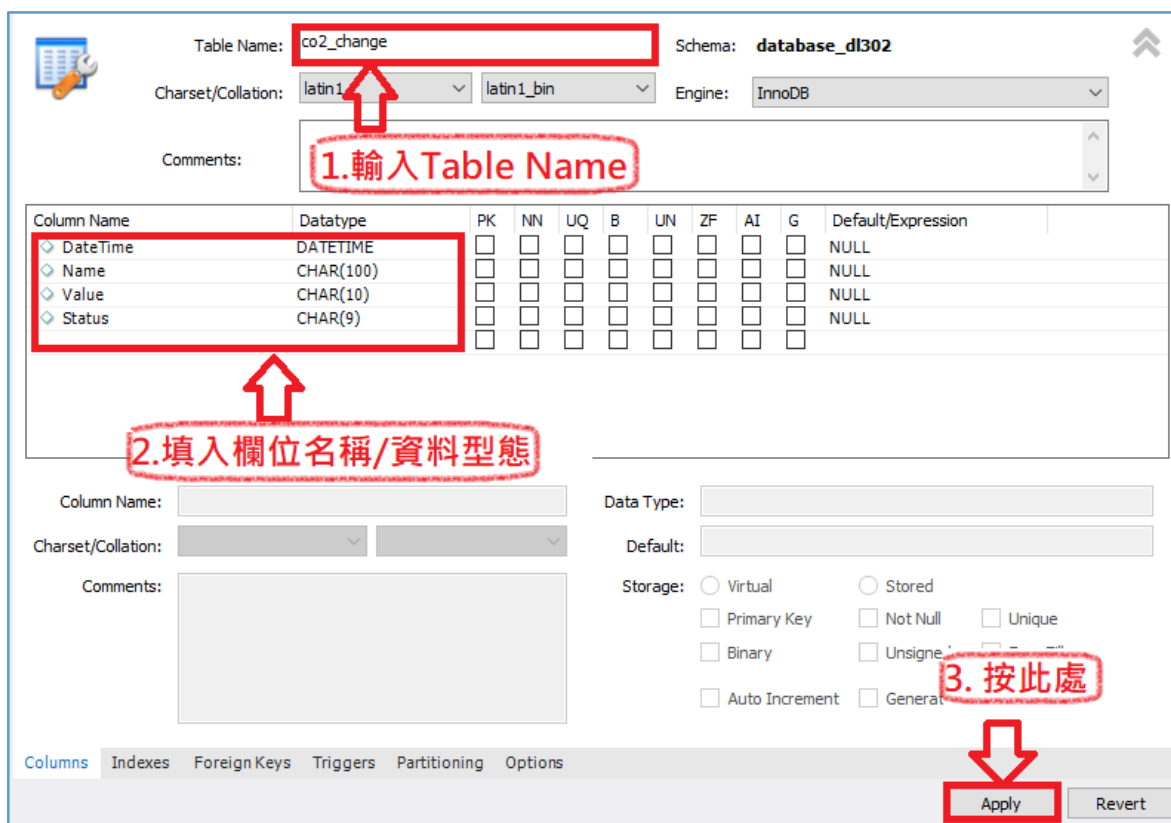 Table Name: co2_change Schema: database_dl302
Charset/Collation: latin1 latin1_bin Engine: InnoDB
Comments:
1.輸入Table Name
Column Name Datatype PK NN UQ B UN ZF AI G Default/Expression
DateTime DATETIME NULL
Name CHAR(100) NULL
Value CHAR(10) NULL
Status CHAR(9) NULL
2.填入欄位名稱/資料型態
Column Name: Data Type:
Charset/Collation: Default:
Comments: Storage: Virtual Stored
Primary Key Not Null Unique
Binary
3. 按此處
Auto Increment
Columns Indexes Foreign Keys Triggers Partitioning Options
Apply Revert